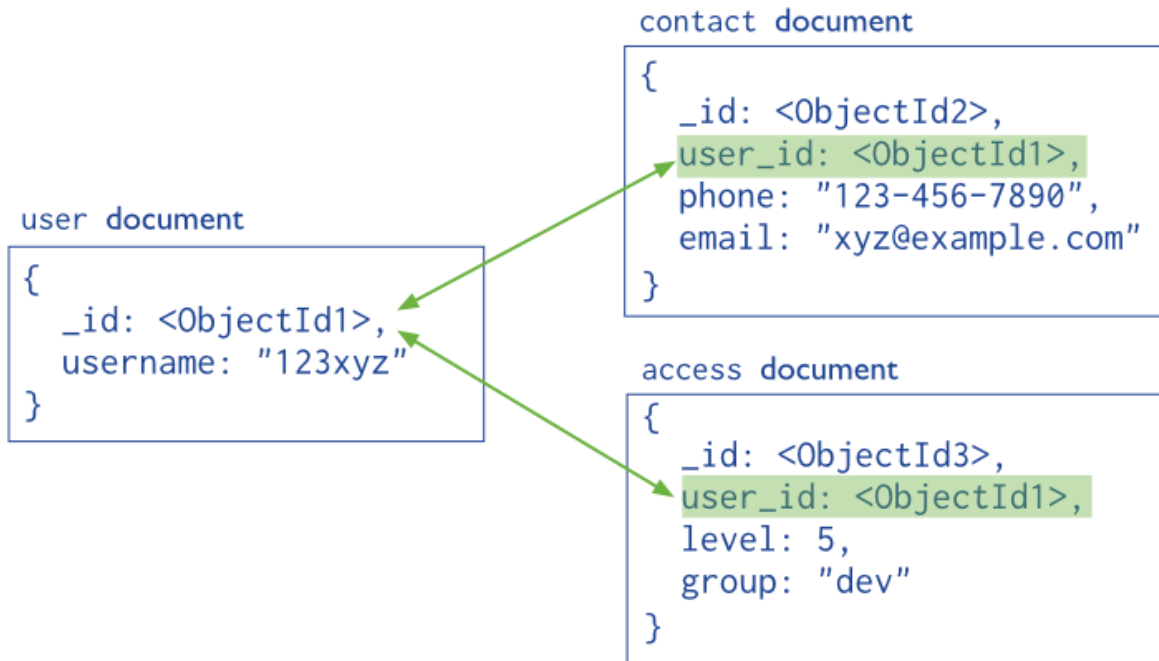 contact document
{
_id: <ObjectId2>,
user_id: <ObjectId1>,
phone: "123-456-7890",
email: "xyz@example.com"
}
user document
{
_id: <ObjectId1>,
username: "123xyz"
}
access document
{
_id: <ObjectId3>,
user_id: <ObjectId1>,
level: 5,
group: "dev"
}